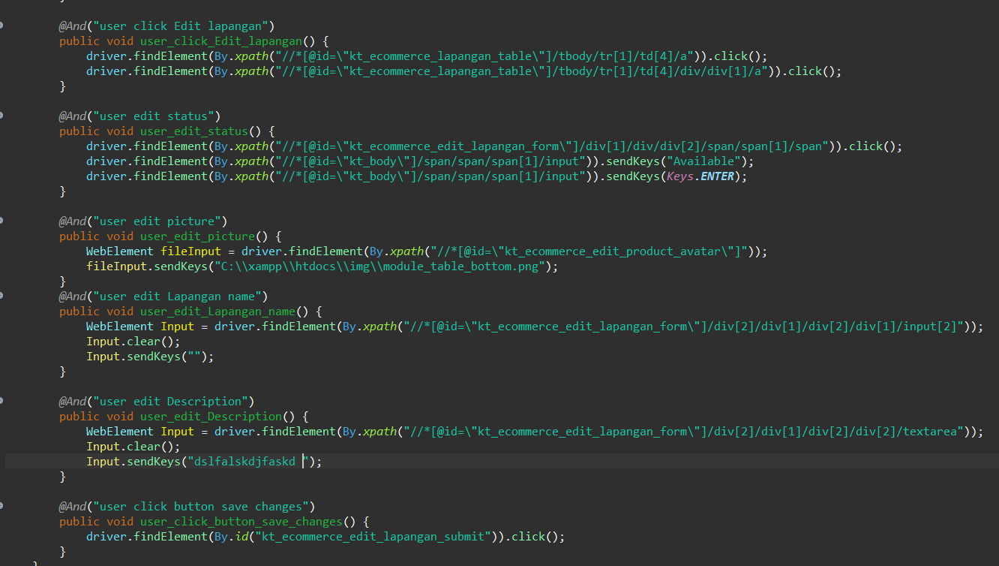 @And("user click Edit lapangan")
public void user_click_Edit_lapangan() {
driver.findElement(By.xpath("//*[@id=\"kt_ecommerce_lapangan_table\"]/tbody/tr[1]/td[4]/a")).click();
driver.findElement(By.xpath("//*[@id=\"kt_ecommerce_lapangan_table\"]/tbody/tr[1]/td[4]/div/div[1]/a")).click();
}
@And("user edit status")
public void user_edit_status() {
driver.findElement(By.xpath("//*[@id=\"kt_ecommerce_edit_lapangan_form\"]/div[1]/div/div[2]/span/span[1]/span")).click();
driver.findElement(By.xpath("//*[@id=\"kt_body\"]/span/span/span[1]/input")).sendKeys("Available");
driver.findElement(By.xpath("//*[@id=\"kt_body\"]/span/span/span[1]/input")).sendKeys(Keys.ENTER);
}
@And("user edit picture")
public void user_edit_picture() {
WebElement fileInput = driver.findElement(By.xpath("//*[@id=\"kt_ecommerce_edit_product_avatar\"]"));
fileInput.sendKeys("C:\\xampp\\htdocs\\img\\module_table_bottom.png");
}
@And("user edit Lapangan name")
public void user_edit_Lapangan_name() {
WebElement Input = driver.findElement(By.xpath("//*[@id=\"kt_ecommerce_edit_lapangan_form\"]/div[2]/div[1]/div[2]/div[1]/input[2]"));
Input.clear();
Input.sendKeys("");
}
@And("user edit Description")
public void user_edit_Description() {
WebElement Input = driver.findElement(By.xpath("//*[@id=\"kt_ecommerce_edit_lapangan_form\"]/div[2]/div[1]/div[2]/div[2]/textarea"));
Input.clear();
Input.sendKeys("dslfalskdjfaskd ");
}
@And("user click button save changes")
public void user_click_button_save_changes() {
driver.findElement(By.id("kt_ecommerce_edit_lapangan_submit")).click();
}